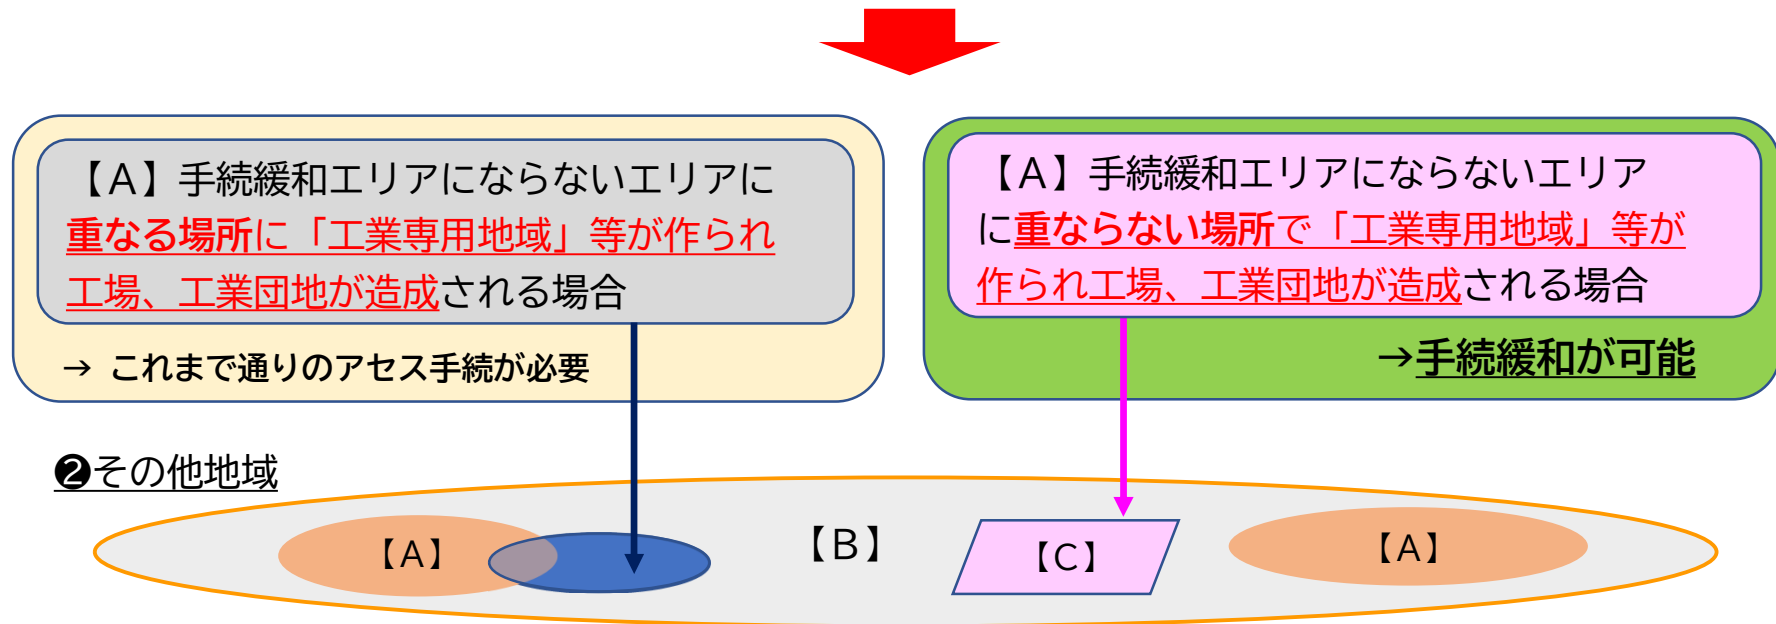 【A】手続緩和エリアにならないエリアに
重なる場所に「工業専用地域」等が作られ
工場、工業団地が造成される場合
→ これまで通りのアセス手続が必要
【A】手続緩和エリアにならないエリア
に重ならない場所で「工業専用地域」等が
作られ工場、工業団地が造成される場合
→手続緩和が可能
❷その他地域
【A】
【B】
【C】
【A】